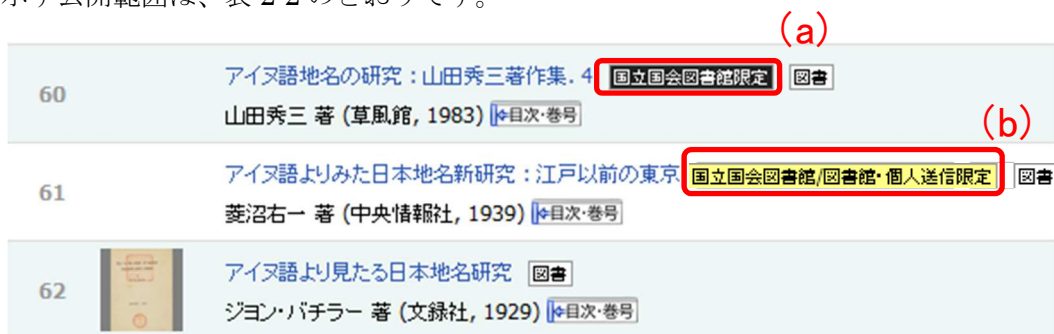 示す公開範囲は、表 2-2 のとおりです。
(a)
60
アイヌ語地名の研究：山田秀三著作集. 4 国立国会図書館限定 図書
山田秀三 著 (草風館, 1983) 目次･巻号
(b)
61
アイヌ語よりみた日本地名新研究：江戸以前の東京 国立国会図書館/図書館･個人送信限定 図書
菱沼右一 著 (中央情報社, 1939) 目次･巻号
62
アイヌ語より見たる日本地名研究 図書
ジョン･バチラー 著 (文録社, 1929) 目次･巻号